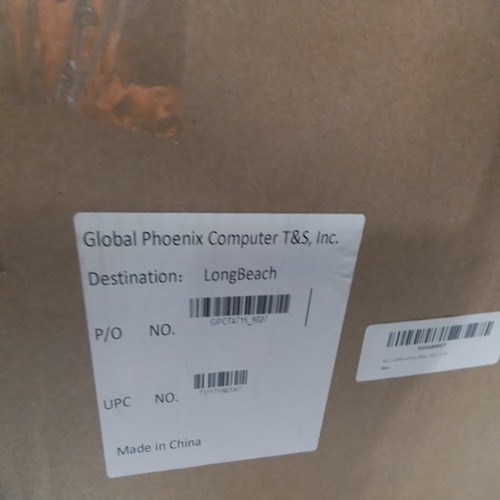 Global Phoenix Computer T&S, Inc.
Destination: LongBeach
P/O NO.
UPC NO.
Made in China